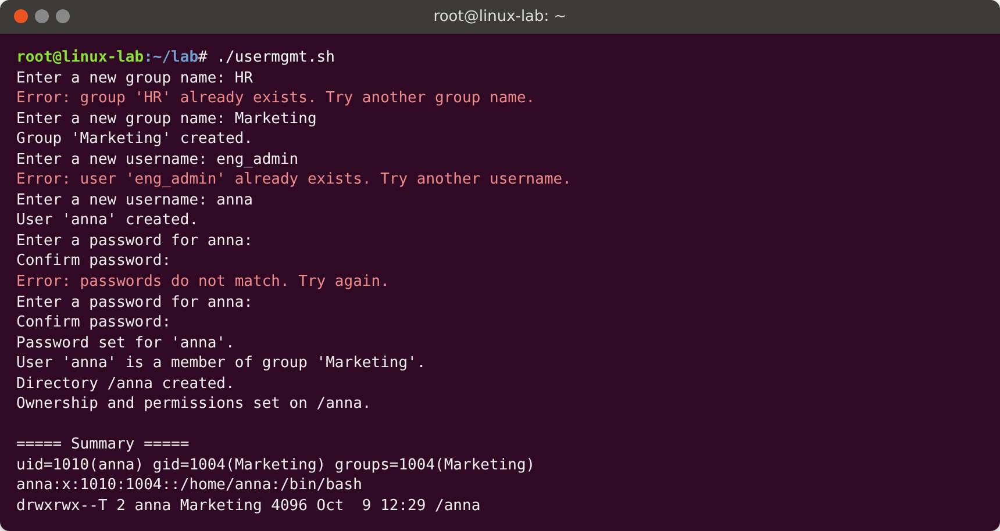 root@linux-lab: ~
root@linux-lab:~/lab# ./usermgmt.sh
Enter a new group name: HR
Error: group 'HR' already exists. Try another group name.
Enter a new group name: Marketing
Group 'Marketing' created.
Enter a new username: eng_admin
Error: user 'eng_admin' already exists. Try another username.
Enter a new username: anna
User 'anna' created.
Enter a password for anna:
Confirm password:
Error: passwords do not match. Try again.
Enter a password for anna:
Confirm password:
Password set for 'anna'.
User 'anna' is a member of group 'Marketing'.
Directory /anna created.
Ownership and permissions set on /anna.

===== Summary =====
uid=1010(anna) gid=1004(Marketing) groups=1004(Marketing)
anna:x:1010:1004::/home/anna:/bin/bash
drwxrwx--T 2 anna Marketing 4096 Oct  9 12:29 /anna